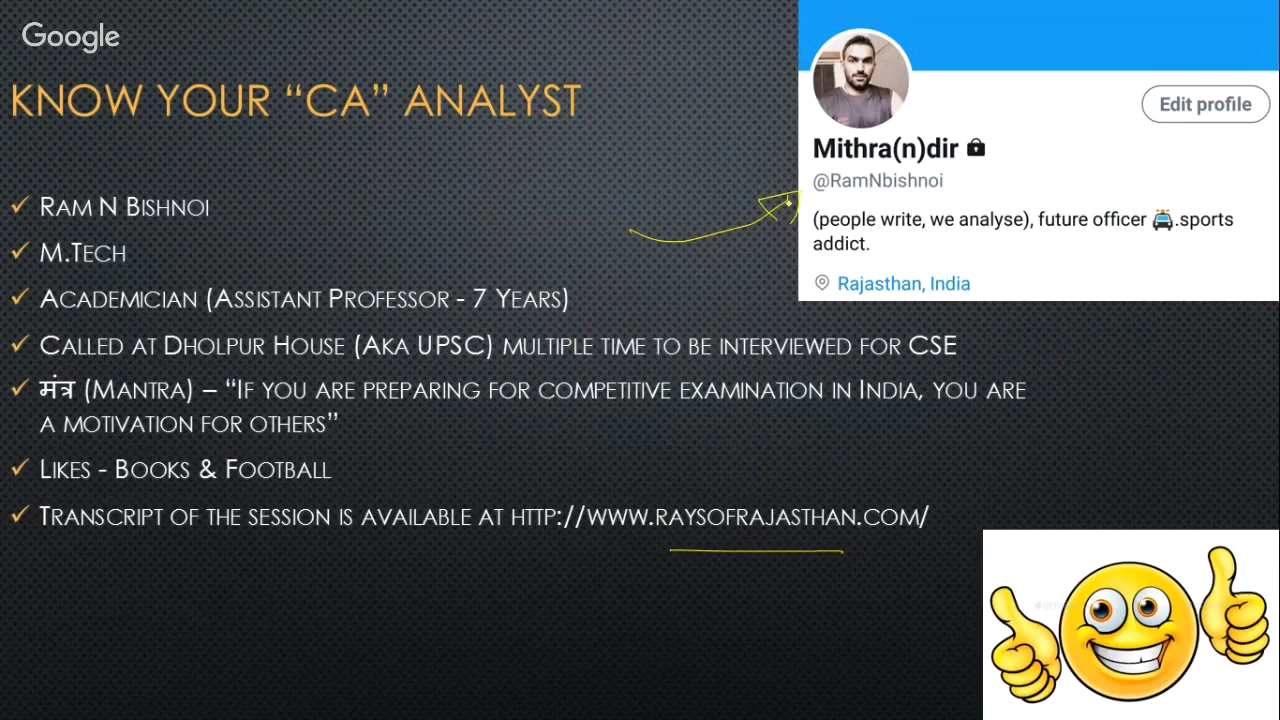 Google
KNOW YOUR “CA” ANALYST
RAM N BISHNOI
M.TECH
ACADEMICIAN (ASSISTANT PROFESSOR - 7 YEARS)
CALLED AT DHOLPUR HOUSE (AKA UPSC) MULTIPLE TIME TO BE INTERVIEWED FOR CSE
मंत्र (MANTRA) – “IF YOU ARE PREPARING FOR COMPETITIVE EXAMINATION IN INDIA, YOU ARE
A MOTIVATION FOR OTHERS”
LIKES - BOOKS & FOOTBALL
TRANSCRIPT OF THE SESSION IS AVAILABLE AT HTTP://WWW.RAYSOFRAJASTHAN.COM/
Edit profile
Mithra(n)dir
@RamNbishnoi
(people write, we analyse), future officer 🚔.sports
addict.
Rajasthan, India